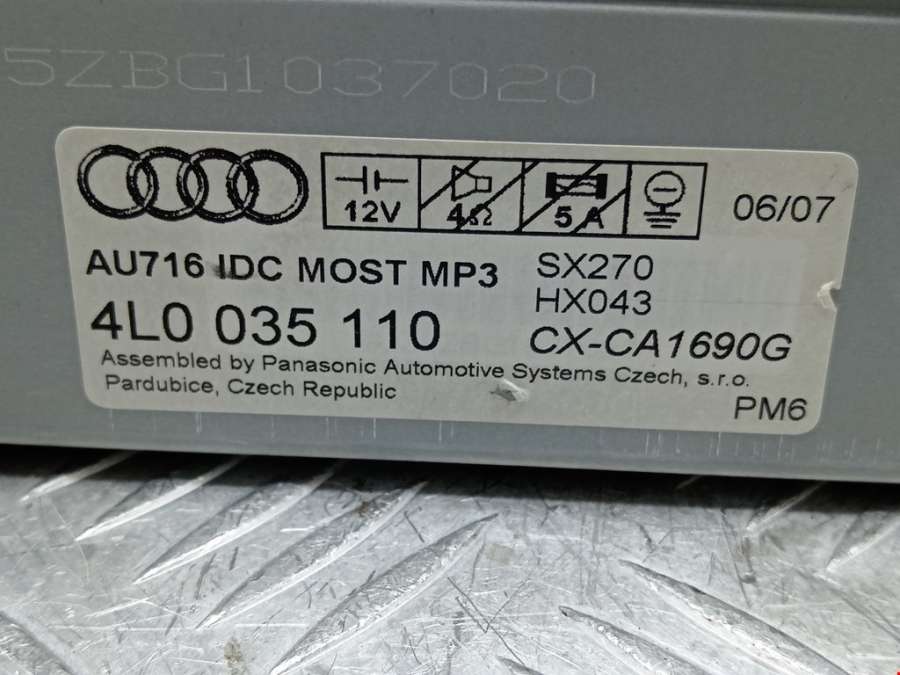 5ZBG1037020
12V 4Ω 5A 06/07
AU716 IDC MOST MP3 SX270
HX043
4L0 035 110 CX-CA1690G
Assembled by Panasonic Automotive Systems Czech, s.r.o.
Pardubice, Czech Republic
PM6